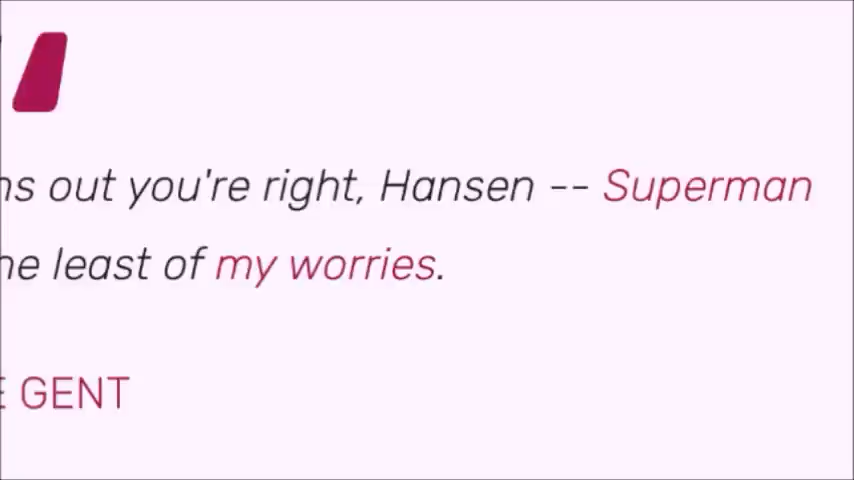 ns out you're right, Hansen -- Superman
he least of my worries.
E GENT